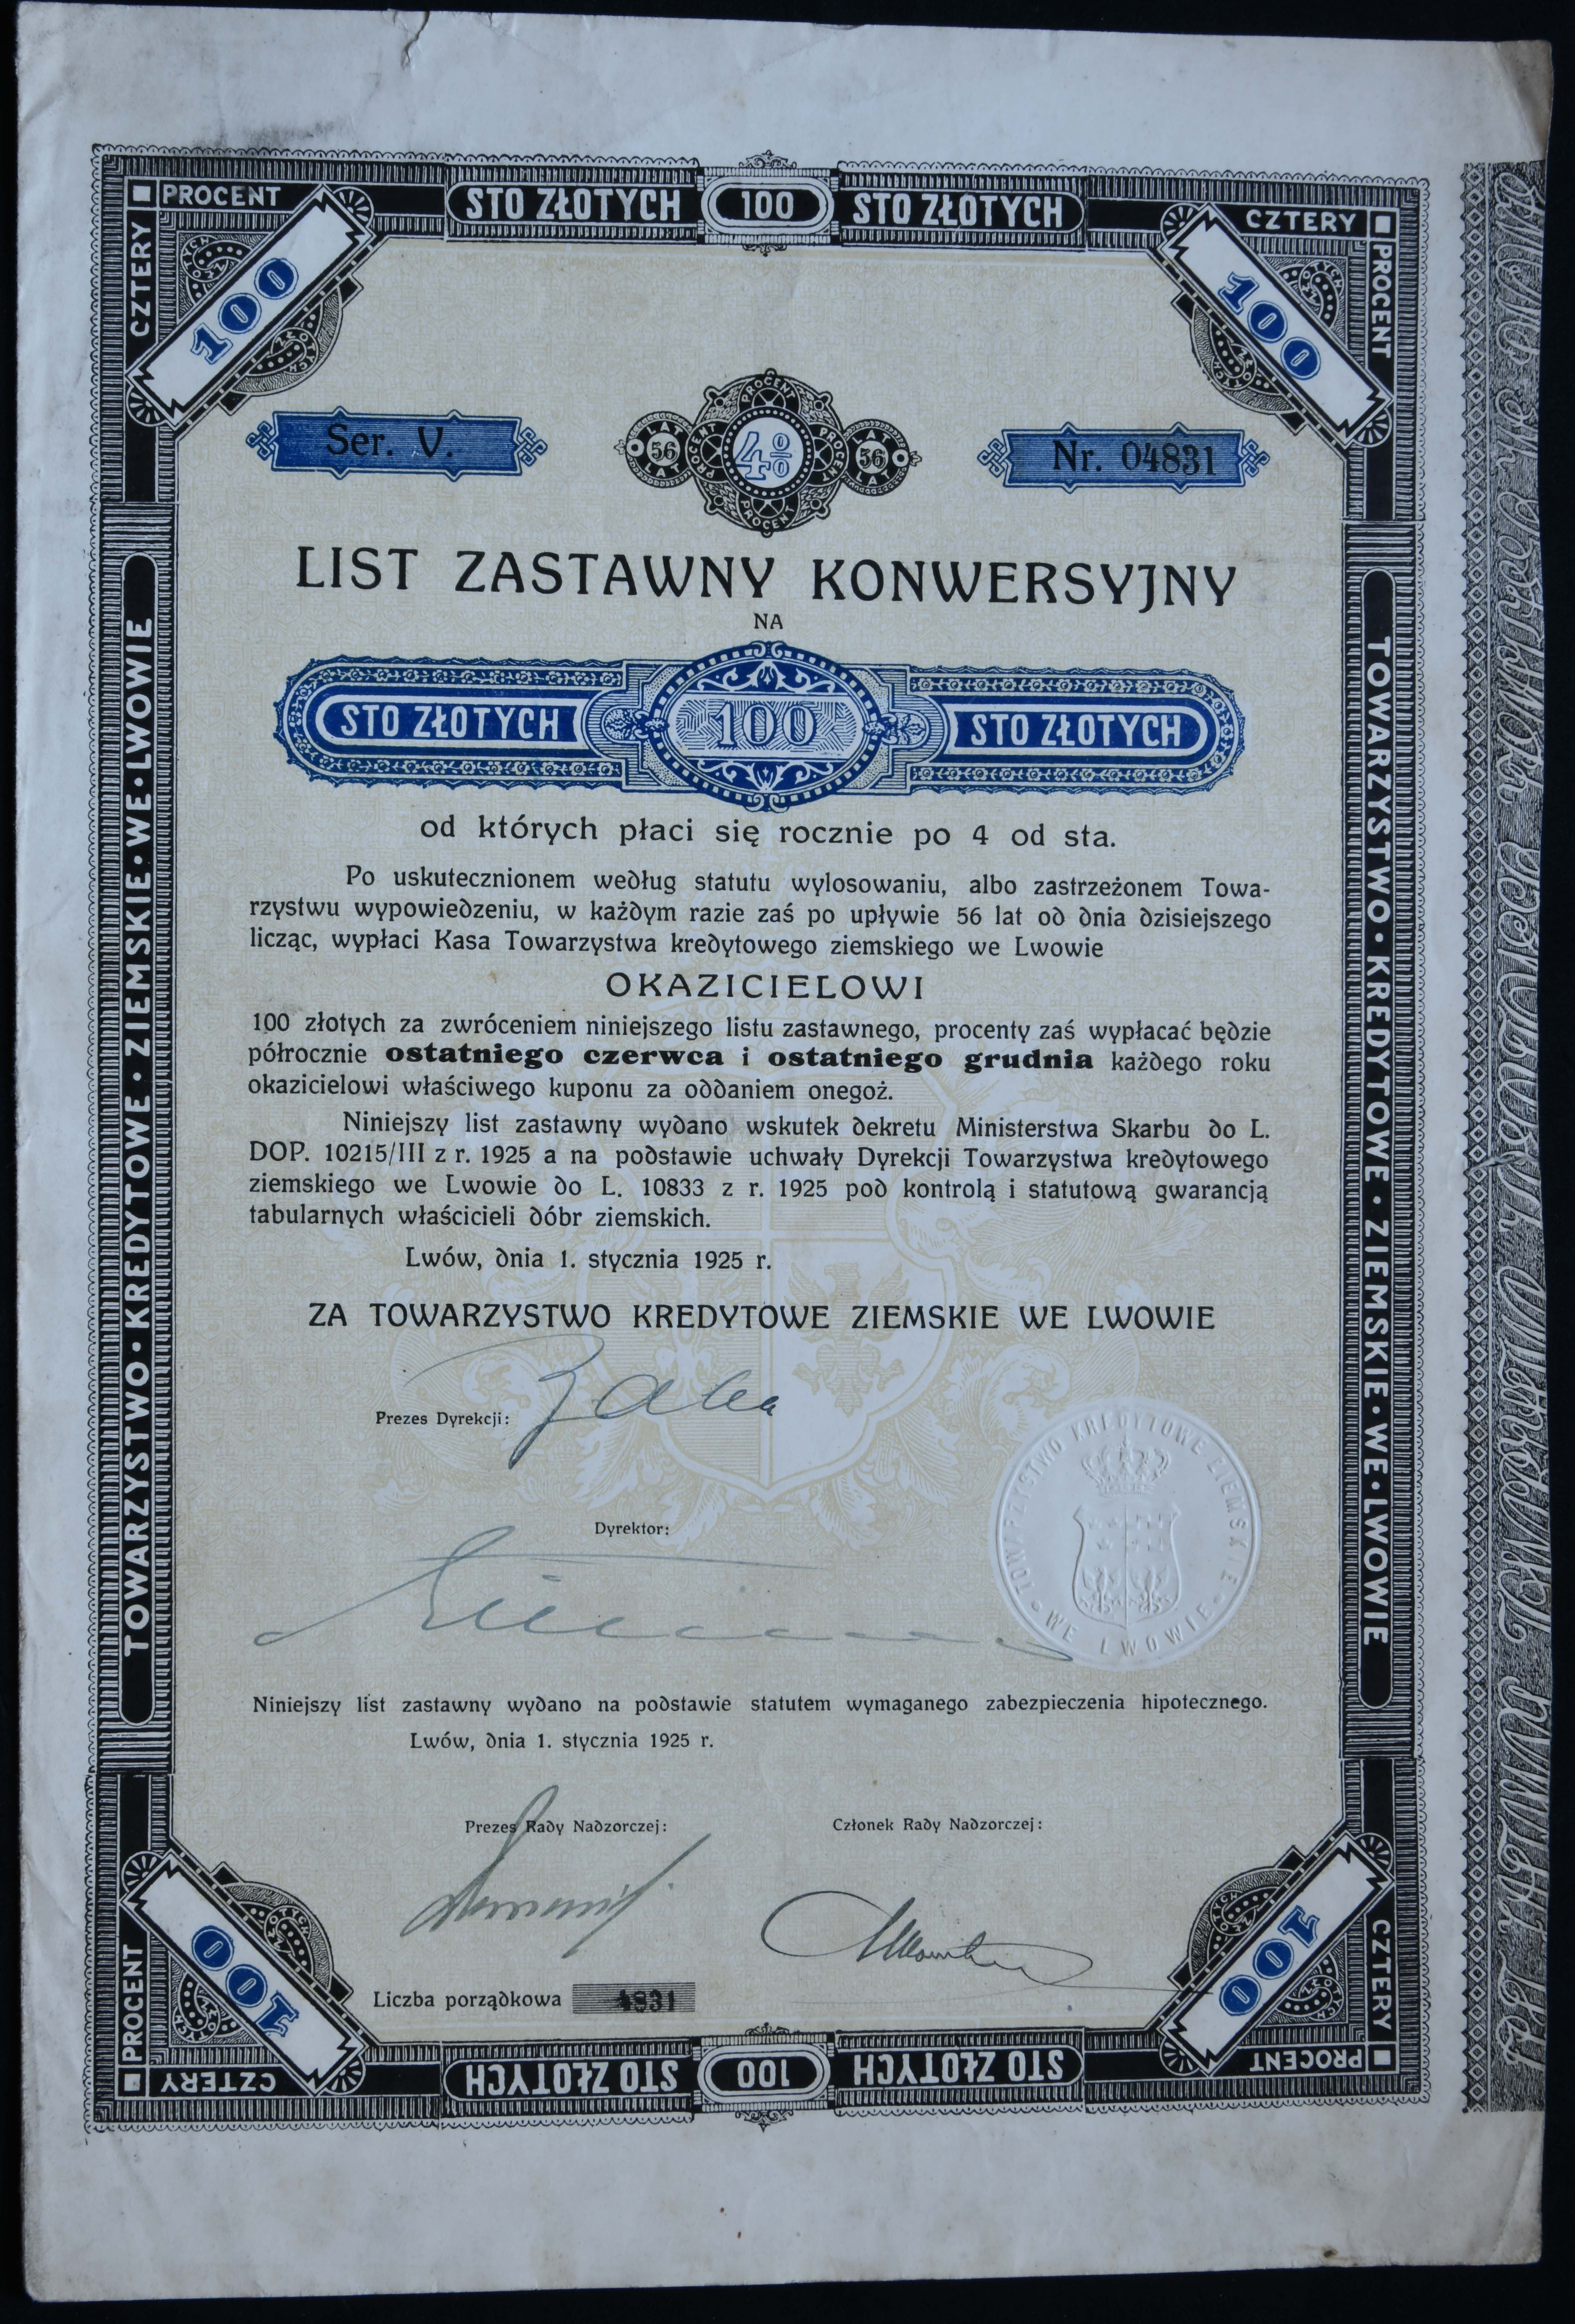 PROCENT STO ZŁOTYCH 100 STO ZŁOTYCH CZTERY
CZTERY 100 100 PROCENT
Ser. V. 56 LAT 4% PROCENT 56 LAT Nr. 04831
LIST ZASTAWNY KONWERSYJNY
NA
STO ZŁOTYCH 100 STO ZŁOTYCH
od których płaci się rocznie po 4 od sta.
Po uskutecznionem według statutu wylosowaniu, albo zastrzeżonem Towa-
rzystwu wypowiedzeniu, w każdym razie zaś po upływie 56 lat od dnia dzisiejszego
licząc, wypłaci Kasa Towarzystwa kredytowego ziemskiego we Lwowie
OKAZICIELOWI
100 złotych za zwróceniem niniejszego listu zastawnego, procenty zaś wypłacać będzie
półrocznie ostatniego czerwca i ostatniego grudnia każdego roku
okazicielowi właściwego kuponu za oddaniem onegoż.
Niniejszy list zastawny wydano wskutek dekretu Ministerstwa Skarbu do L.
DOP. 10215/III z r. 1925 a na podstawie uchwały Dyrekcji Towarzystwa kredytowego
ziemskiego we Lwowie do L. 10833 z r. 1925 pod kontrolą i statutową gwarancją
tabularnych właścicieli dóbr ziemskich.
Lwów, dnia 1. stycznia 1925 r.
ZA TOWARZYSTWO KREDYTOWE ZIEMSKIE WE LWOWIE
Prezes Dyrekcji:
Dyrektor:
TOWARZYSTWO KREDYTOWE ZIEMSKIE WE LWOWIE
Niniejszy list zastawny wydano na podstawie statutem wymaganego zabezpieczenia hipotecznego.
Lwów, dnia 1. stycznia 1925 r.
Prezes Rady Nadzorczej: Członek Rady Nadzorczej:
Liczba porządkowa 4831
TOWARZYSTWO • KREDYTOWE • ZIEMSKIE • WE • LWOWIE
TOWARZYSTWO • KREDYTOWE • ZIEMSKIE • WE • LWOWIE
PROCENT 100 100 CZTERY
CZTERY STO ZŁOTYCH 100 STO ZŁOTYCH PROCENT